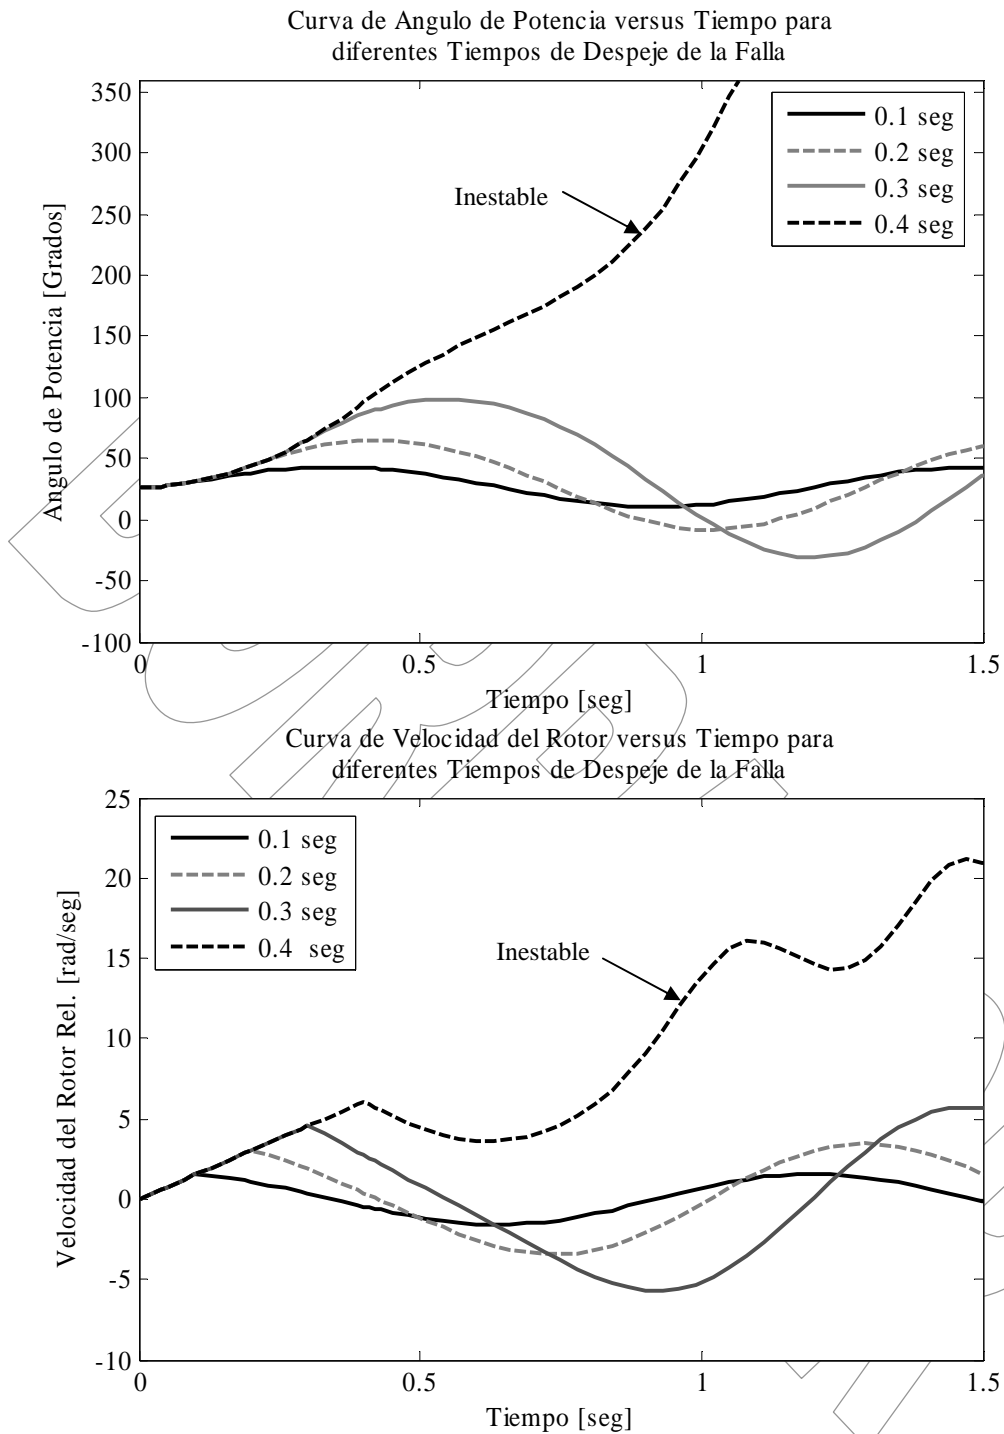 Curva de Angulo de Potencia versus Tiempo para
diferentes Tiempos de Despeje de la Falla
Angulo de Potencia [Grados]
350
300
250
200
150
100
50
0
-50
-100
Inestable
0.1 seg
0.2 seg
0.3 seg
0.4 seg
0
0.5
1
1.5
Tiempo [seg]
Curva de Velocidad del Rotor versus Tiempo para
diferentes Tiempos de Despeje de la Falla
Velocidad del Rotor Rel. [rad/seg]
25
20
15
10
5
0
-5
-10
0.1 seg
0.2 seg
0.3 seg
0.4 seg
Inestable
0
0.5
1
1.5
Tiempo [seg]